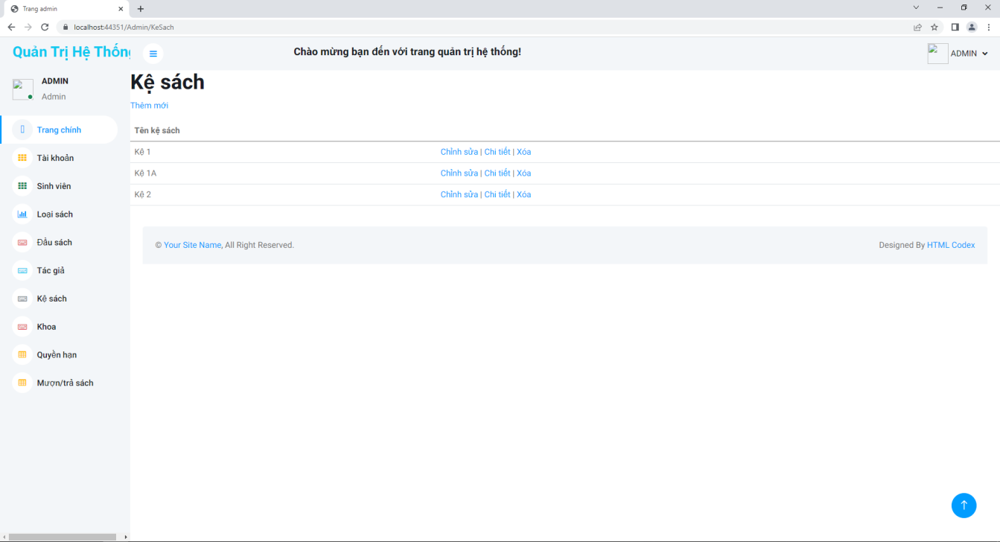 Trang admin
localhost:44351/Admin/KeSach
Quản Trị Hệ Thống
Chào mừng bạn đến với trang quản trị hệ thống!
ADMIN
ADMIN
Admin
Trang chính
Tài khoản
Sinh viên
Loại sách
Đầu sách
Tác giả
Kệ sách
Khoa
Quyền hạn
Mượn/trả sách
Kệ sách
Thêm mới
Tên kệ sách
Kệ 1 Chỉnh sửa | Chi tiết | Xóa
Kệ 1A Chỉnh sửa | Chi tiết | Xóa
Kệ 2 Chỉnh sửa | Chi tiết | Xóa
© Your Site Name, All Right Reserved. Designed By HTML Codex